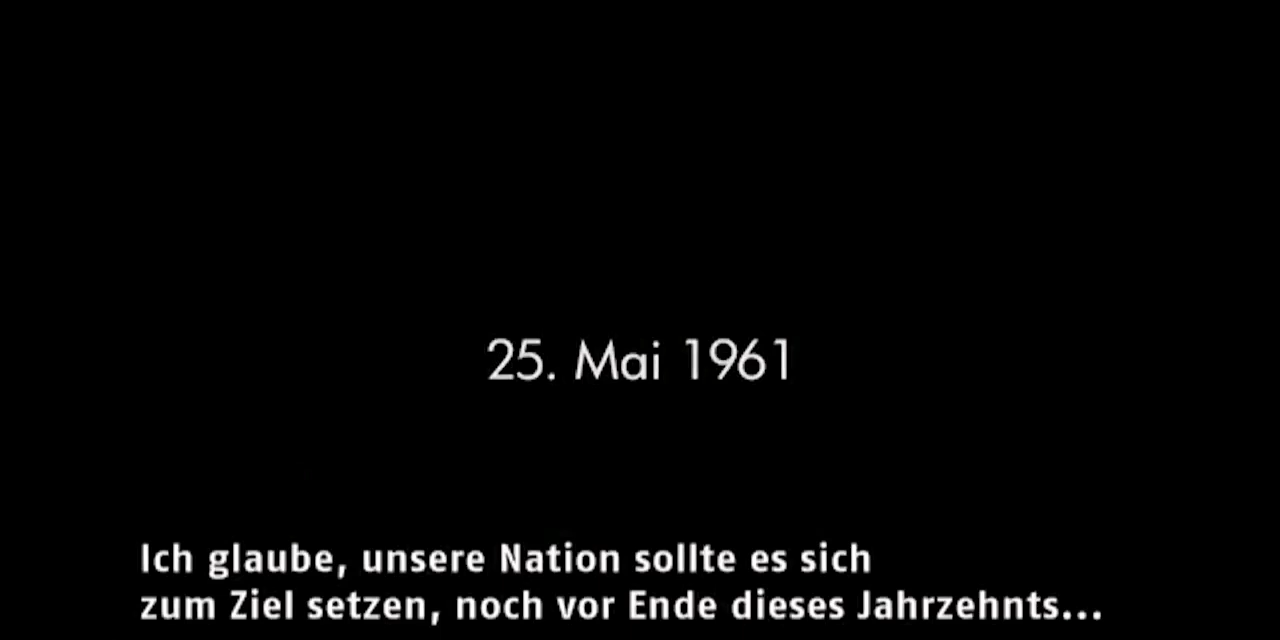 25. Mai 1961
Ich glaube, unsere Nation sollte es sich
zum Ziel setzen, noch vor Ende dieses Jahrzehnts...